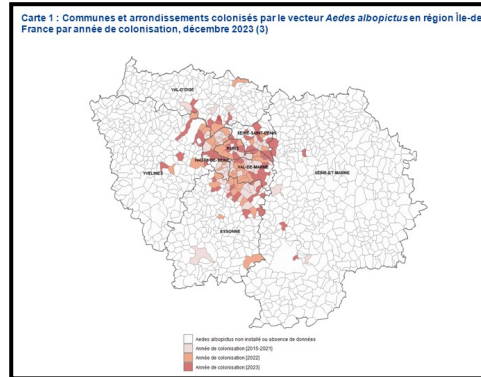 Carte 1 : Communes et arrondissements colonisés par le vecteur Aedes albopictus en région Île-de
France par année de colonisation, décembre 2023 (3)
VAL-D'OISE
SEINE-SAINT-DENIS
PARIS
HAUTS-DE-SEINE
VAL-DE-MARNE
YVELINES
SEINE-ET-MARNE
ESSONNE
Aedes albopictus non installé ou absence de données
Année de colonisation [2015-2021]
Année de colonisation [2022]
Année de colonisation [2023]